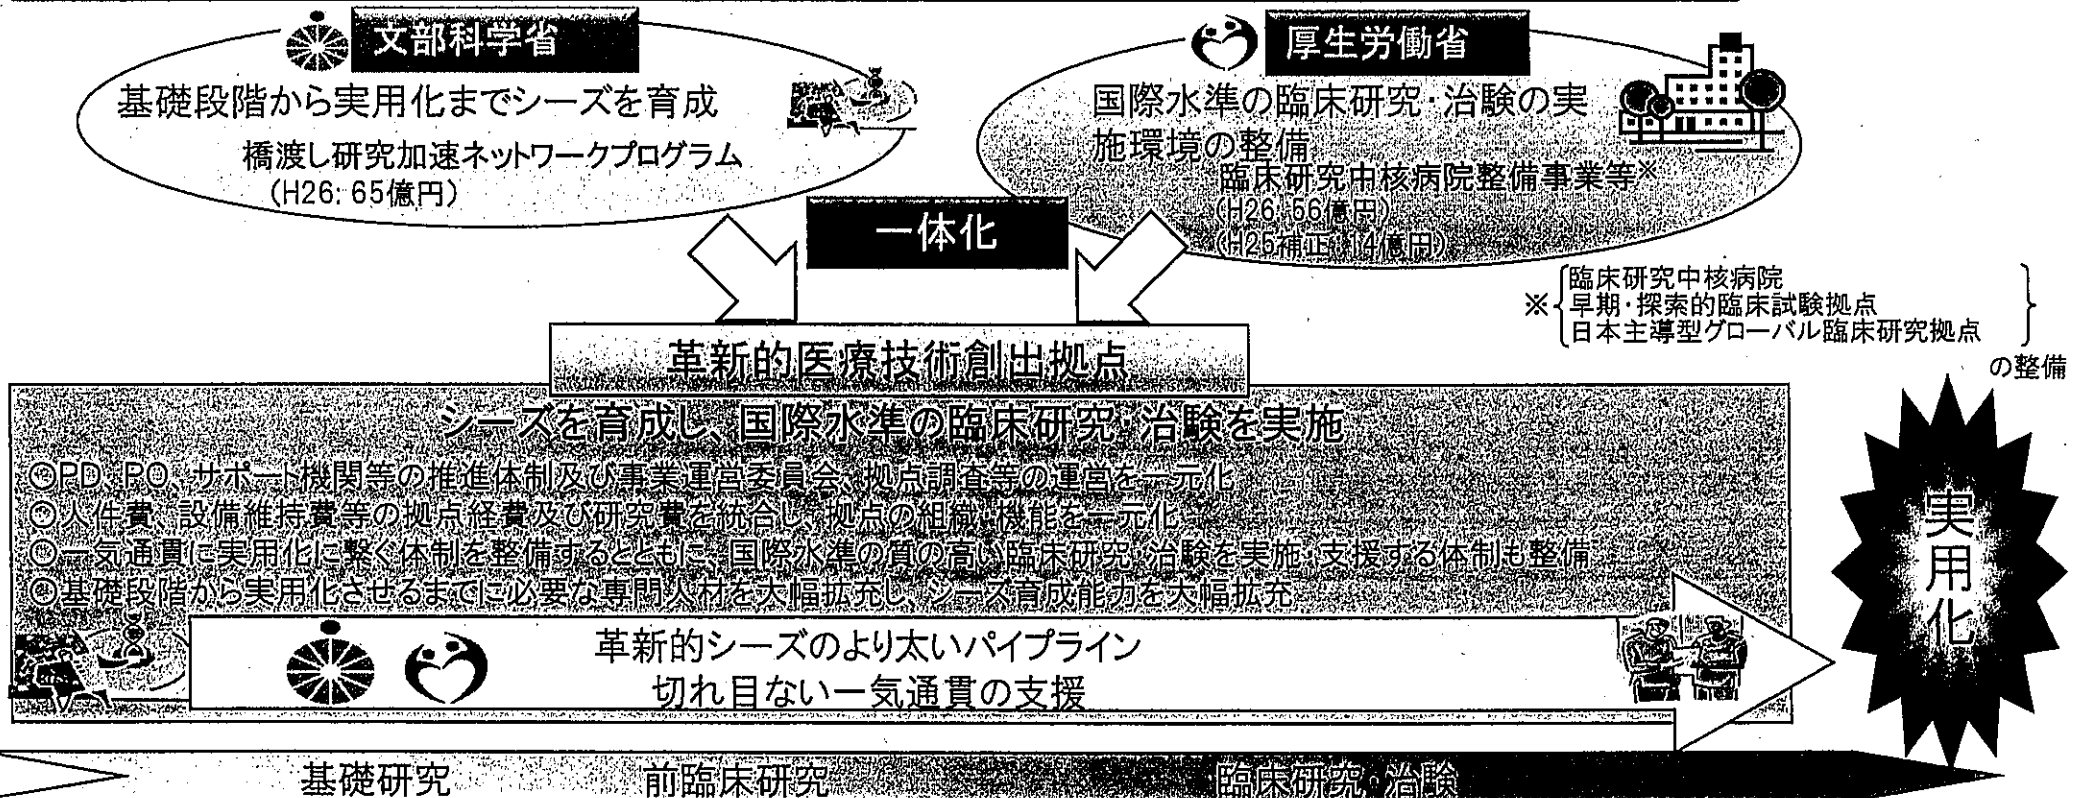 文部科学省
基礎段階から実用化までシーズを育成
橋渡し研究加速ネットワークプログラム
(H26: 65億円)
厚生労働省
国際水準の臨床研究・治験の実
施環境の整備
臨床研究中核病院整備事業等※
(H26: 56億円)
(H25補正: 14億円)
一体化
※
臨床研究中核病院
早期・探索的臨床試験拠点
日本主導型グローバル臨床研究拠点
の整備
革新的医療技術創出拠点
シーズを育成し、国際水準の臨床研究・治験を実施
○PD、PO、サポート機関等の推進体制及び事業運営委員会、拠点調査等の運営を一元化
○人件費、設備維持費等の拠点経費及び研究費を統合し、拠点の組織、機能を一元化
○一気通貫に実用化に繋ぐ体制を整備するとともに、国際水準の質の高い臨床研究・治験を実施・支援する体制も整備
○基礎段階から実用化させるまでに必要な専門人材を大幅拡充し、シーズ育成能力を大幅拡充
革新的シーズのより太いパイプライン
切れ目ない一気通貫の支援
実用化
基礎研究
前臨床研究
臨床研究・治験